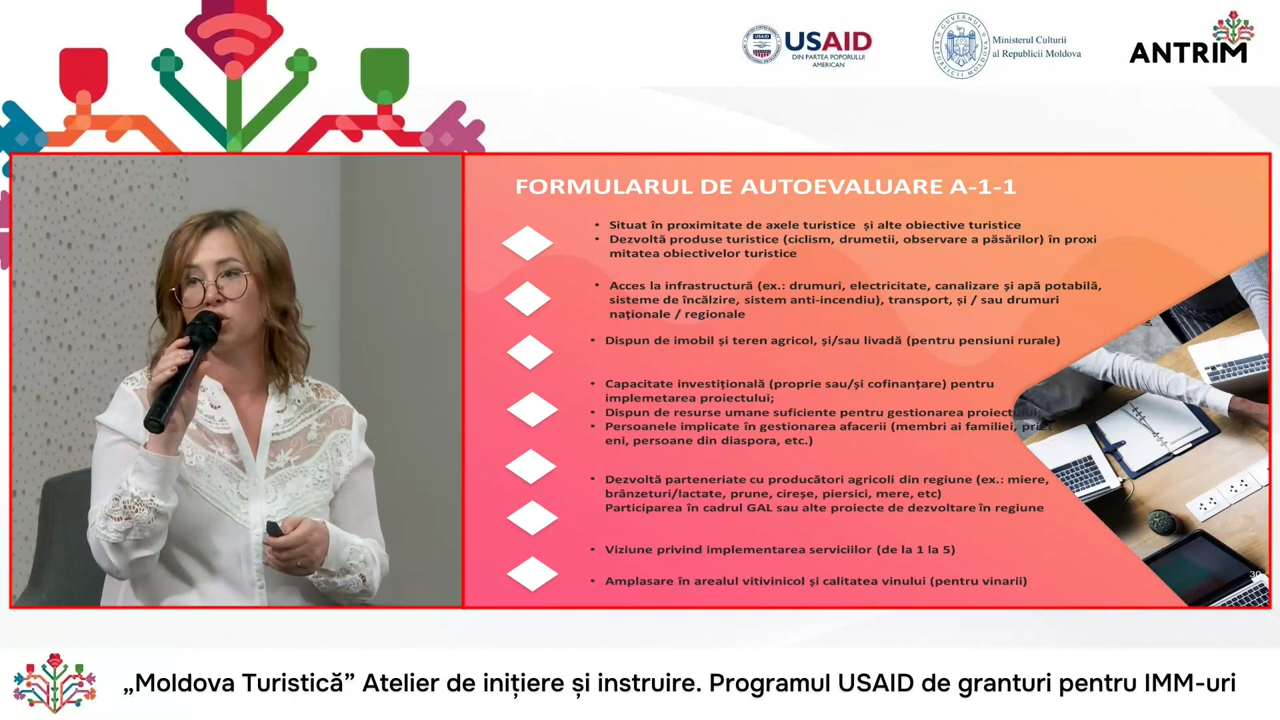 USAID
DIN PARTEA POPORULUI
AMERICAN
Ministerul Culturii
al Republicii Moldova
ANTRIM
FORMULARUL DE AUTOEVALUARE A-1-1
• Situat în proximitate de axele turistice și alte obiective turistice
• Dezvoltă produse turistice (ciclism, drumetii, observare a păsărilor) în proxi
mitatea obiectivelor turistice
• Acces la infrastructură (ex.: drumuri, electricitate, canalizare și apă potabilă,
sisteme de încălzire, sistem anti-incendiu), transport, și / sau drumuri
naționale / regionale
• Dispun de imobil și teren agricol, și/sau livadă (pentru pensiuni rurale)
• Capacitate investițională (proprie sau/și cofinanțare) pentru
implemetarea proiectului;
• Dispun de resurse umane suficiente pentru gestionarea proiectului;
• Persoanele implicate în gestionarea afacerii (membri ai familiei, priet
eni, persoane din diaspora, etc.)
• Dezvoltă parteneriate cu producători agricoli din regiune (ex.: miere,
brânzeturi/lactate, prune, cireșe, piersici, mere, etc)
Participarea în cadrul GAL sau alte proiecte de dezvoltare în regiune
• Viziune privind implementarea serviciilor (de la 1 la 5)
• Amplasare în arealul vitivinicol și calitatea vinului (pentru vinarii)
30
„Moldova Turistică” Atelier de inițiere și instruire. Programul USAID de granturi pentru IMM-uri